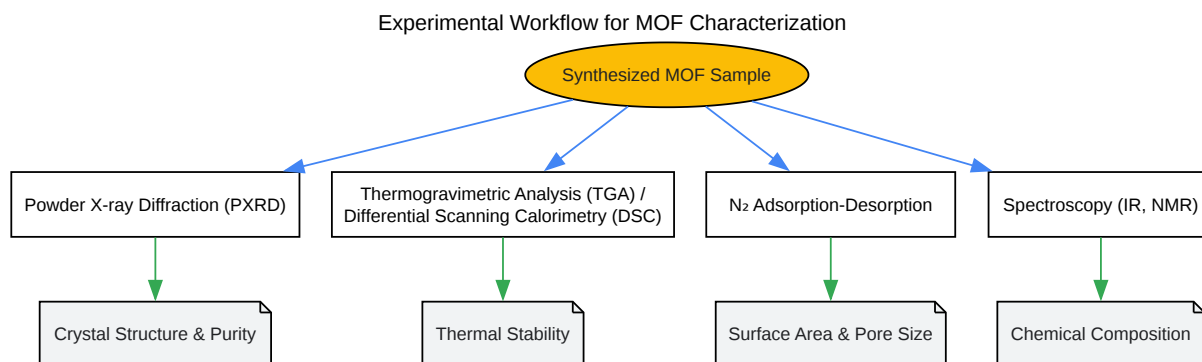 Experimental Workflow for MOF Characterization
Synthesized MOF Sample
Powder X-ray Diffraction (PXRD)
Thermogravimetric Analysis (TGA) /
Differential Scanning Calorimetry (DSC)
N₂ Adsorption-Desorption
Spectroscopy (IR, NMR)
Crystal Structure & Purity
Thermal Stability
Surface Area & Pore Size
Chemical Composition